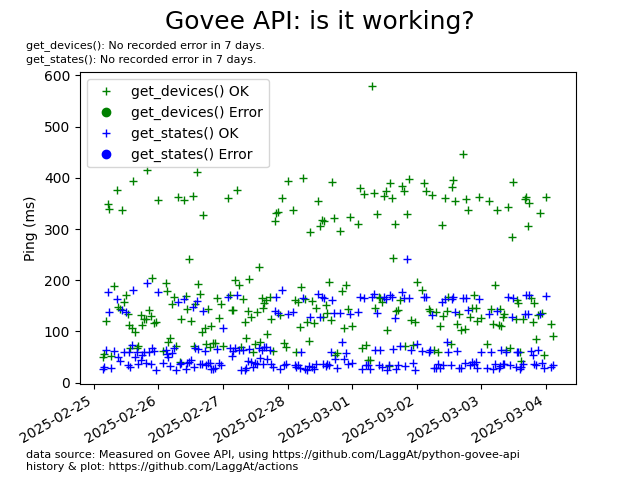 Govee API: is it working?
get_devices(): No recorded error in 7 days.
get_states(): No recorded error in 7 days.
get_devices() OK
get_devices() Error
get_states() OK
get_states() Error
600
500
400
300
200
100
0
Ping (ms)
2025-02-25
2025-02-26
2025-02-27
2025-02-28
2025-03-01
2025-03-02
2025-03-03
2025-03-04
data source: Measured on Govee API, using https://github.com/LaggAt/python-govee-api
history & plot: https://github.com/LaggAt/actions